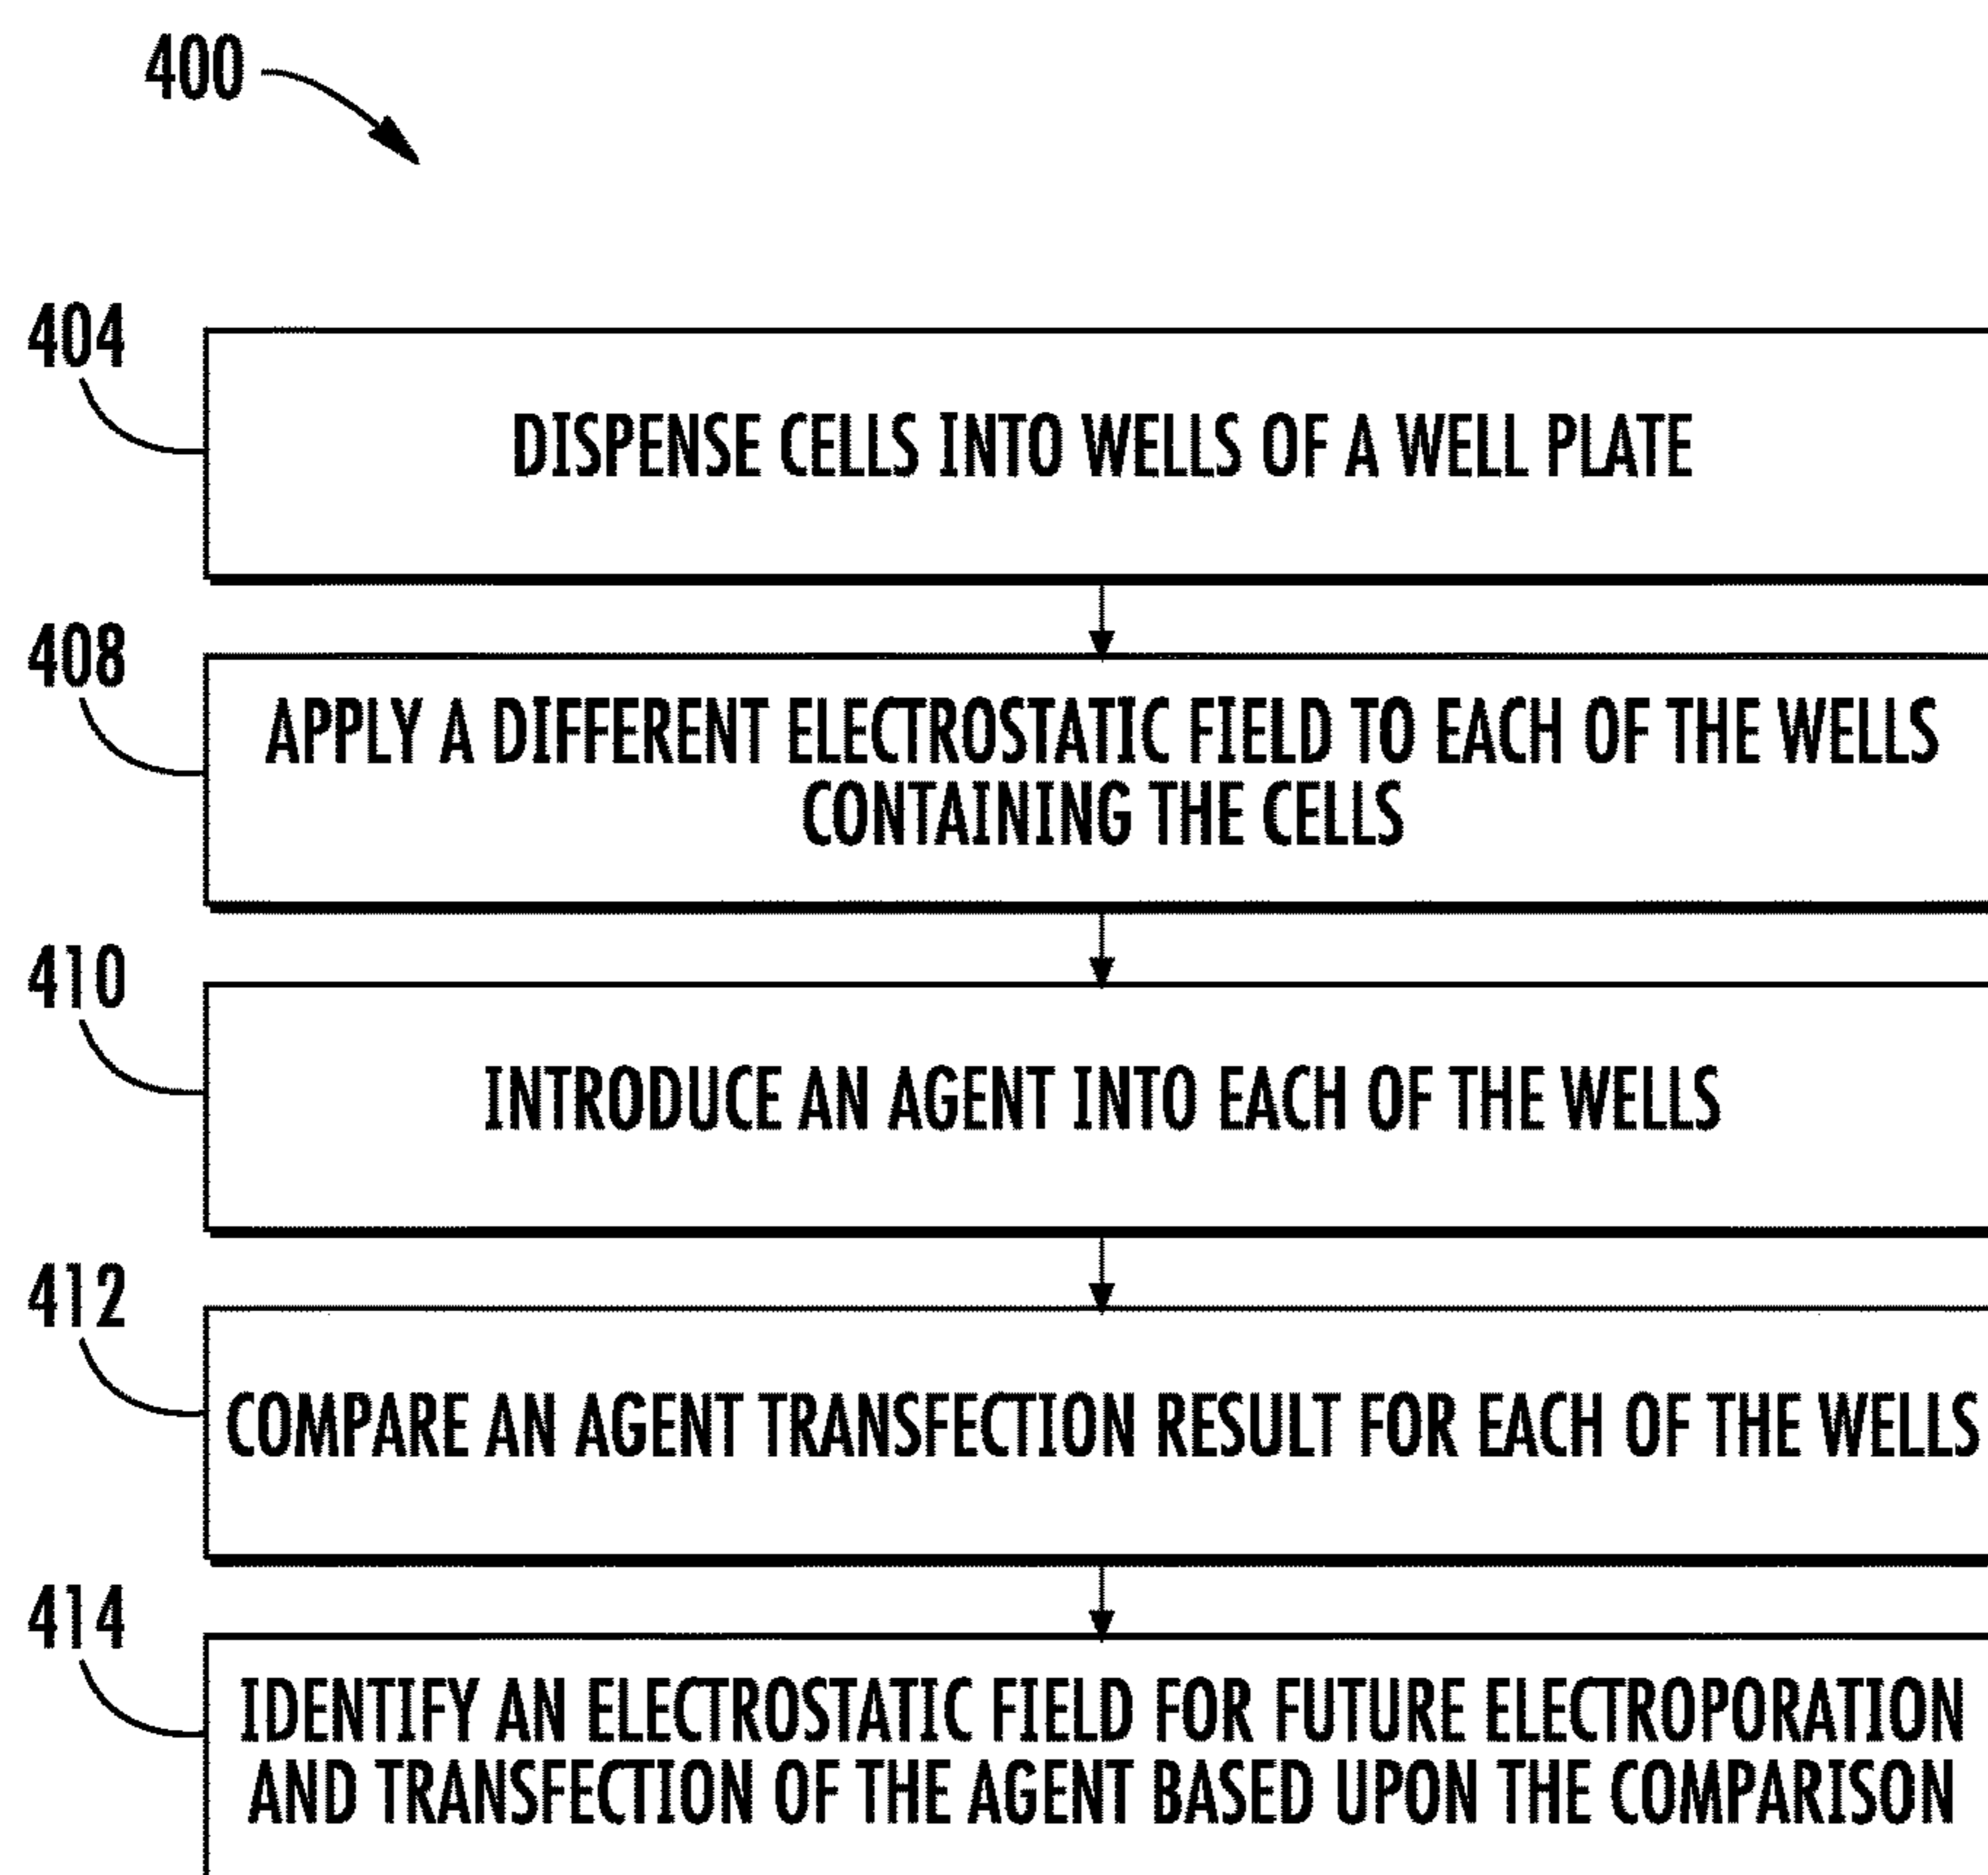 400
404
DISPENSE CELLS INTO WELLS OF A WELL PLATE
408
APPLY A DIFFERENT ELECTROSTATIC FIELD TO EACH OF THE WELLS
CONTAINING THE CELLS
410
INTRODUCE AN AGENT INTO EACH OF THE WELLS
412
COMPARE AN AGENT TRANSFECTION RESULT FOR EACH OF THE WELLS
414
IDENTIFY AN ELECTROSTATIC FIELD FOR FUTURE ELECTROPORATION
AND TRANSFECTION OF THE AGENT BASED UPON THE COMPARISON